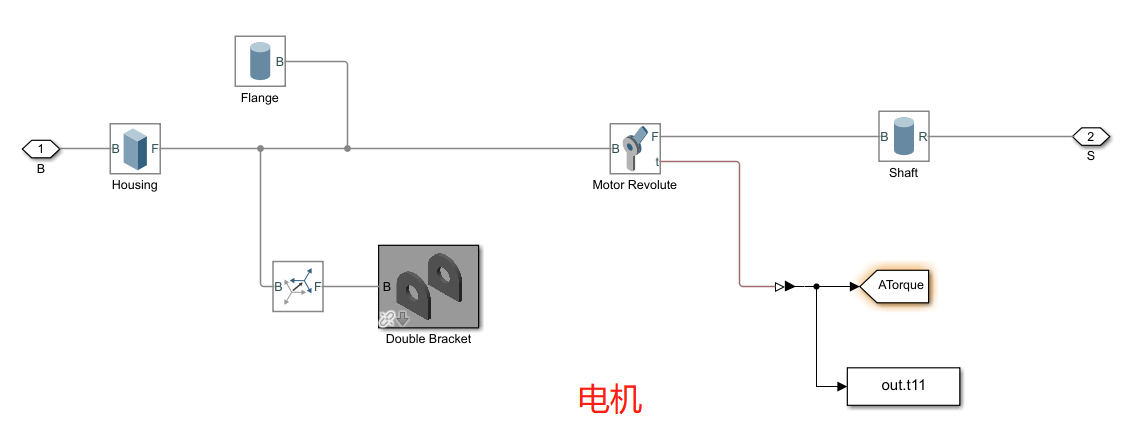 B
Flange
1
B
B
F
Housing
B
F
t
Motor Revolute
B
R
Shaft
2
S
B
F
B
Double Bracket
ATorque
out.t11
电机